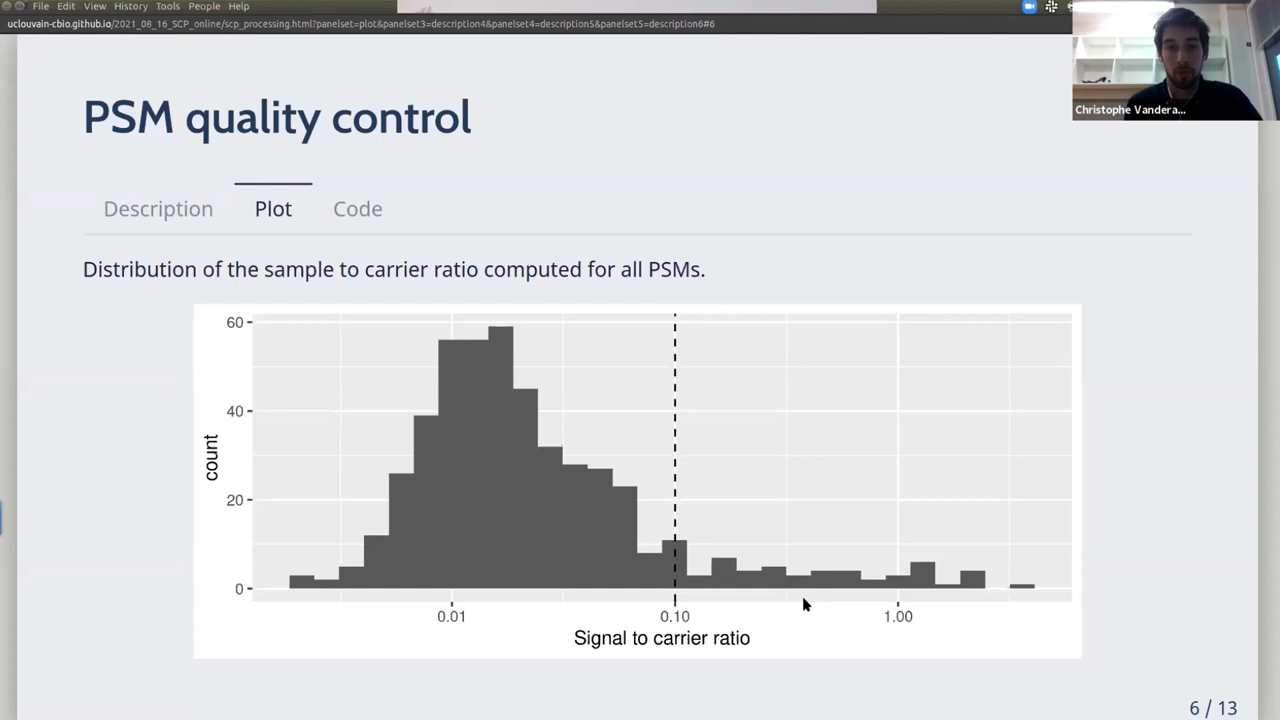 File Edit View History Tools People Help
uclouvain-cbio.github.io/2021_08_16_SCP_online/scp_processing.html?panelset=plot&panelset3=description4&panelset4=description5&panelset5=description6#6
Christophe Vandera...
PSM quality control
Description Plot Code
Distribution of the sample to carrier ratio computed for all PSMs.
60
40
20
0
count
0.01 0.10 1.00
Signal to carrier ratio
6 / 13